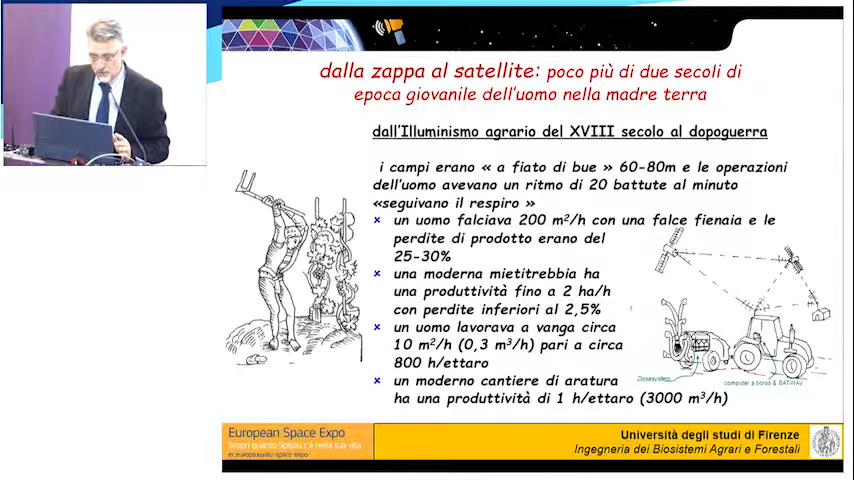 dalla zappa al satellite: poco più di due secoli di
epoca giovanile dell'uomo nella madre terra
dall'Illuminismo agrario del XVIII secolo al dopoguerra
i campi erano « a fiato di bue » 60-80m e le operazioni
dell'uomo avevano un ritmo di 20 battute al minuto
«seguivano il respiro »
× un uomo falciava 200 m²/h con una falce fienaia e le
perdite di prodotto erano del
25-30%
× una moderna mietitrebbia ha
una produttività fino a 2 ha/h
con perdite inferiori al 2,5%
× un uomo lavorava a vanga circa
10 m²/h (0,3 m³/h) pari a circa
800 h/ettaro
× un moderno cantiere di aratura
ha una produttività di 1 h/ettaro (3000 m³/h)
Dosesystem
computer a bordo & SAT-NAV
European Space Expo
Scopri quanto Spazio c'è nella tua vita
Università degli studi di Firenze
Ingegneria dei Biosistemi Agrari e Forestali